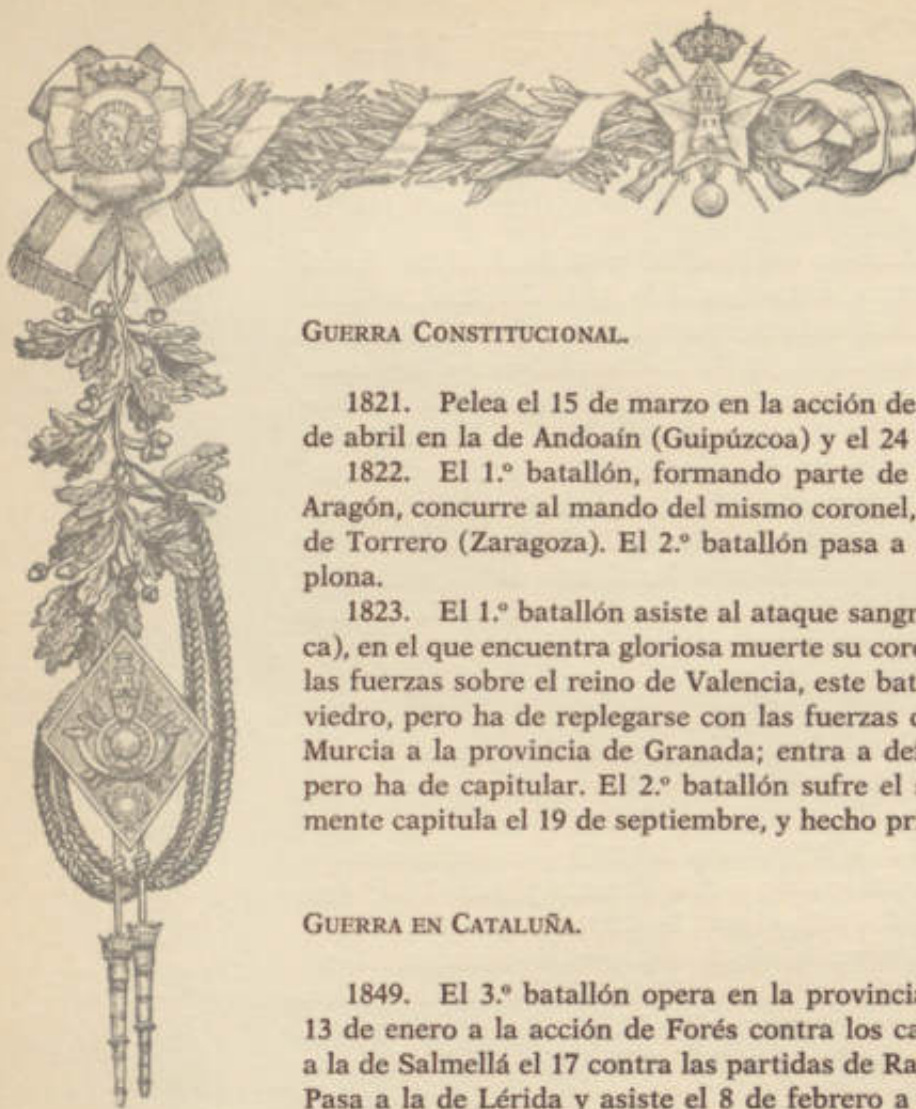 GUERRA CONSTITUCIONAL.
1821. Pelea el 15 de marzo en la acción de
de abril en la de Andoaín (Guipúzcoa) y el 24
1822. El 1.º batallón, formando parte de
Aragón, concurre al mando del mismo coronel,
de Torrero (Zaragoza). El 2.º batallón pasa a
plona.
1823. El 1.º batallón asiste al ataque sangr
ca), en el que encuentra gloriosa muerte su cor
las fuerzas sobre el reino de Valencia, este bat
viedro, pero ha de replegarse con las fuerzas
Murcia a la provincia de Granada; entra a de
pero ha de capitular. El 2.º batallón sufre el
mente capitula el 19 de septiembre, y hecho pr
GUERRA EN CATALUÑA.
1849. El 3.º batallón opera en la provincia
13 de enero a la acción de Forés contra los ca
a la de Salmellá el 17 contra las partidas de Ra
Pasa a la de Lérida y asiste el 8 de febrero a